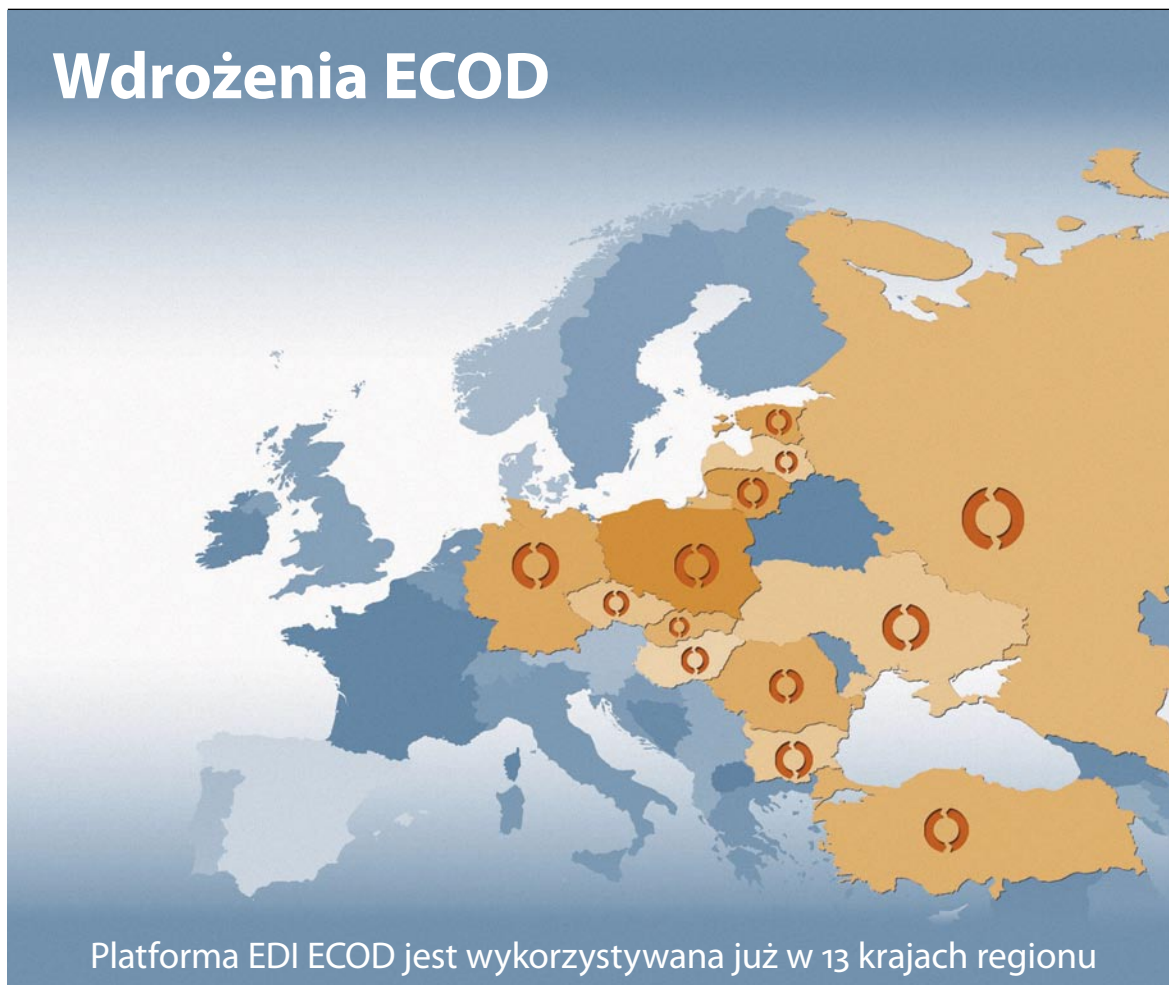 Wdrożenia ECOD
Platforma EDI ECOD jest wykorzystywana już w 13 krajach regionu